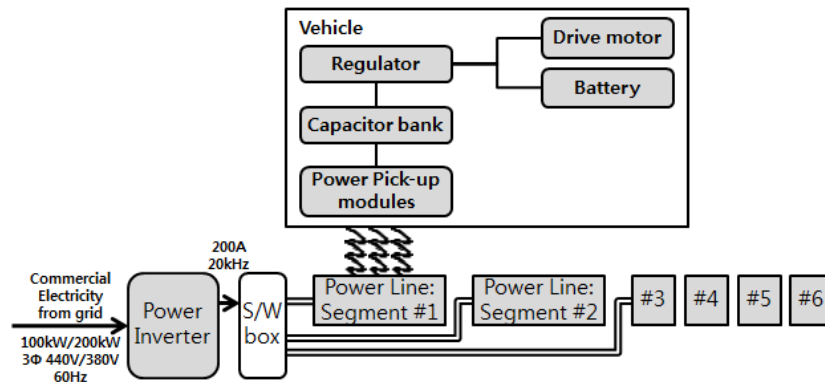 Vehicle
Drive motor
Regulator
Battery
Capacitor bank
Power Pick-up
modules
200A
20kHz
Commercial
Electricity
from grid
100kW/200kW
3Φ 440V/380V
60Hz
Power
Inverter
S/W
box
Power Line:
Segment #1
Power Line:
Segment #2
#3
#4
#5
#6